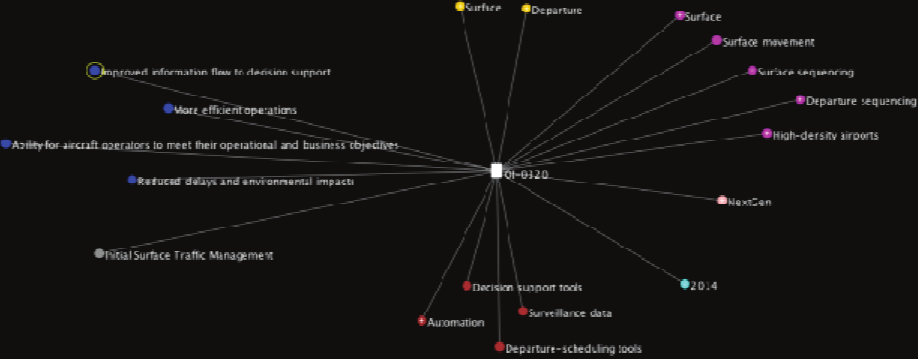 Surface
Departure
Surface
Surface movement
Improved information flow to decision support
Surface sequencing
Departure sequencing
More efficient operations
High-density airports
Ability for aircraft operators to meet their operational and business objectives
OI-0320
Reduced delays and environmental impacts
NextGen
Initial Surface Traffic Management
Decision support tools
2014
Surveillance data
Automation
Departure-scheduling tools